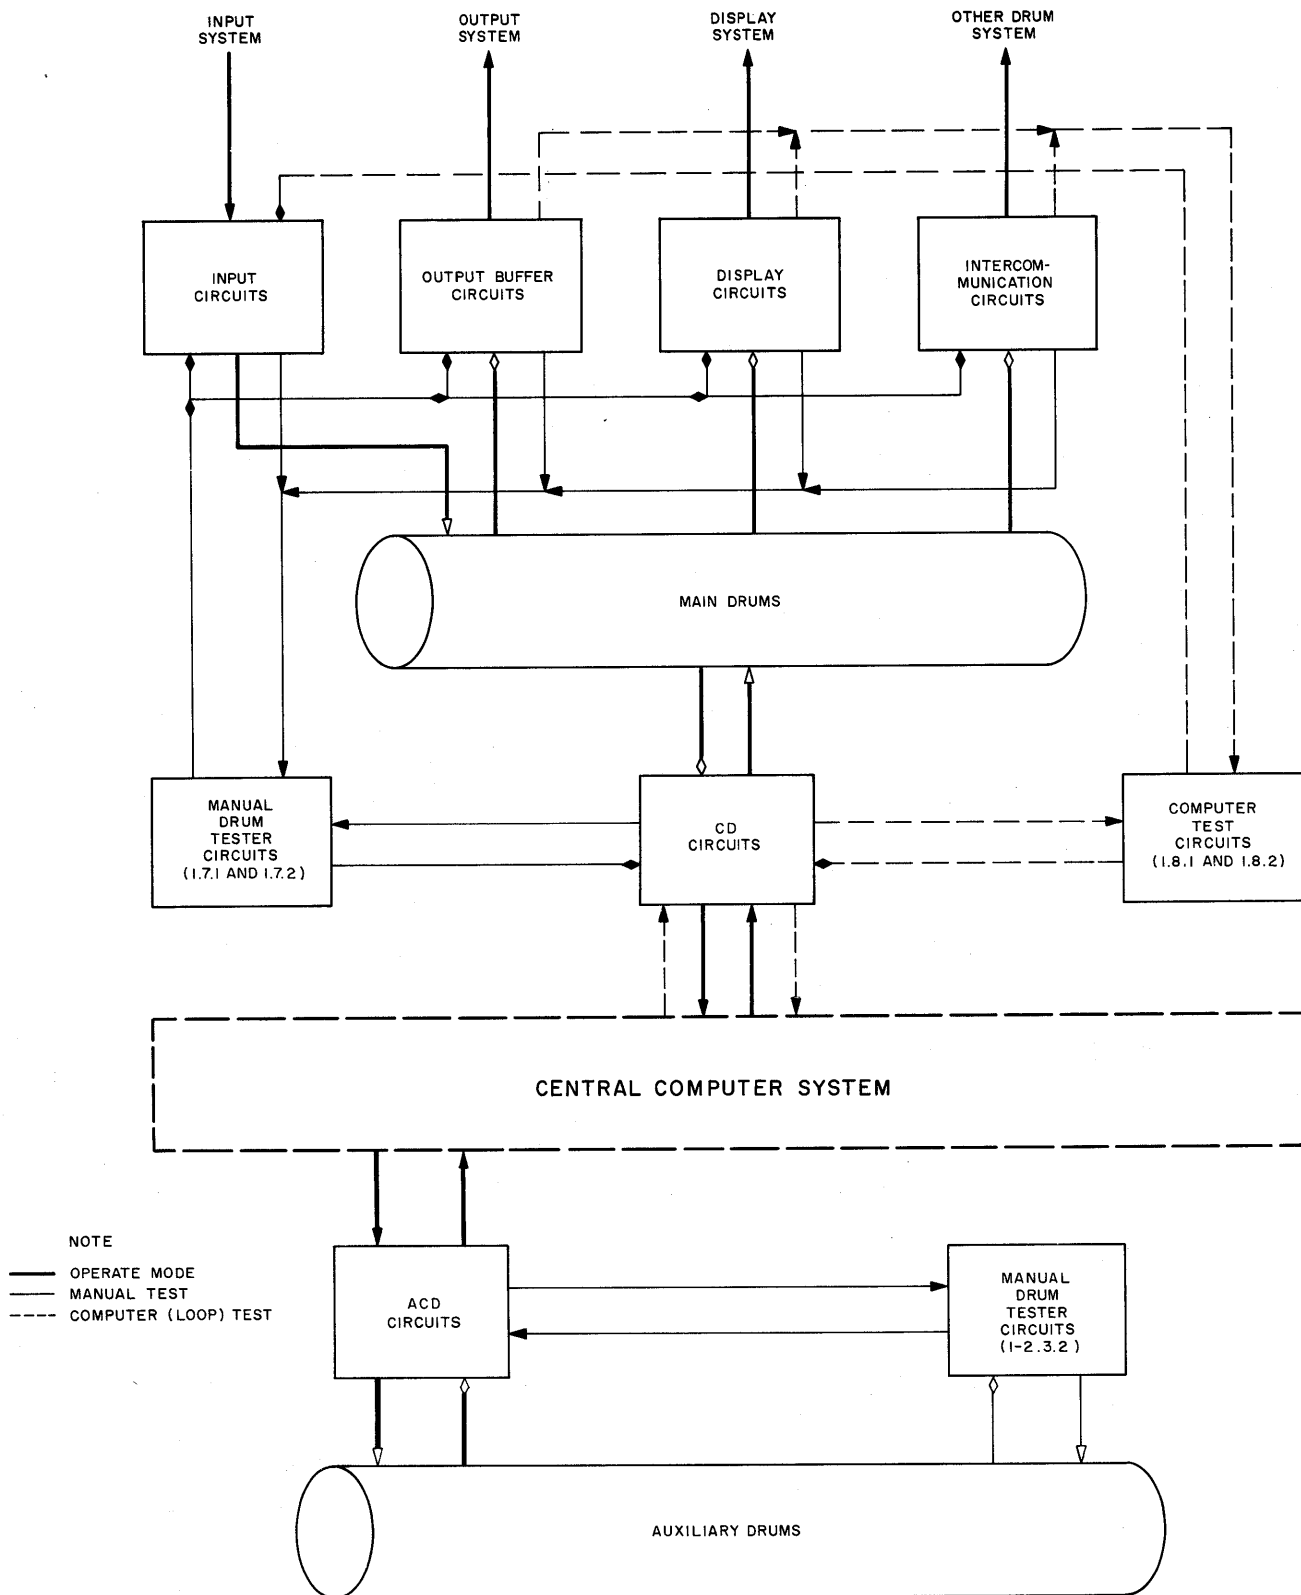 INPUT
SYSTEM
OUTPUT
SYSTEM
DISPLAY
SYSTEM
OTHER DRUM
SYSTEM
INPUT
CIRCUITS
OUTPUT BUFFER
CIRCUITS
DISPLAY
CIRCUITS
INTERCOM-
MUNICATION
CIRCUITS
MAIN DRUMS
MANUAL
DRUM
TESTER
CIRCUITS
(1.7.1 AND 1.7.2)
CD
CIRCUITS
COMPUTER
TEST
CIRCUITS
(1.8.1 AND 1.8.2)
CENTRAL COMPUTER SYSTEM
NOTE
OPERATE MODE
MANUAL TEST
COMPUTER (LOOP) TEST
ACD
CIRCUITS
MANUAL
DRUM
TESTER
CIRCUITS
(1-2.3.2)
AUXILIARY DRUMS